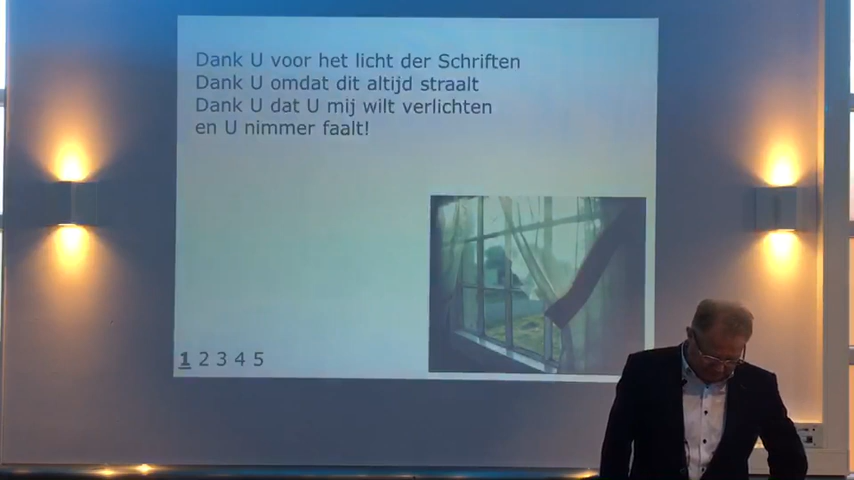 Dank U voor het licht der Schriften
Dank U omdat dit altijd straalt
Dank U dat U mij wilt verlichten
en U nimmer faalt!
1 2 3 4 5